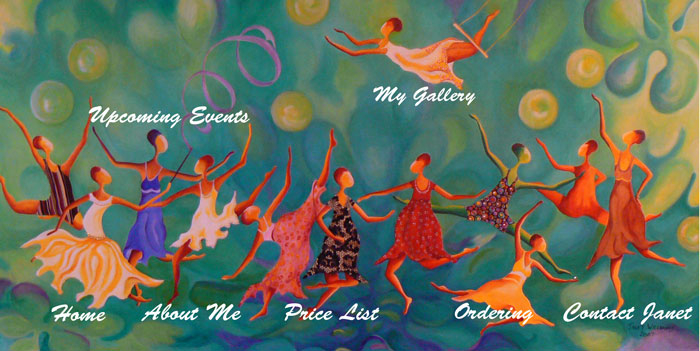 My Gallery
Upcoming Events
Home
About Me
Price List
Ordering
Contact Janet